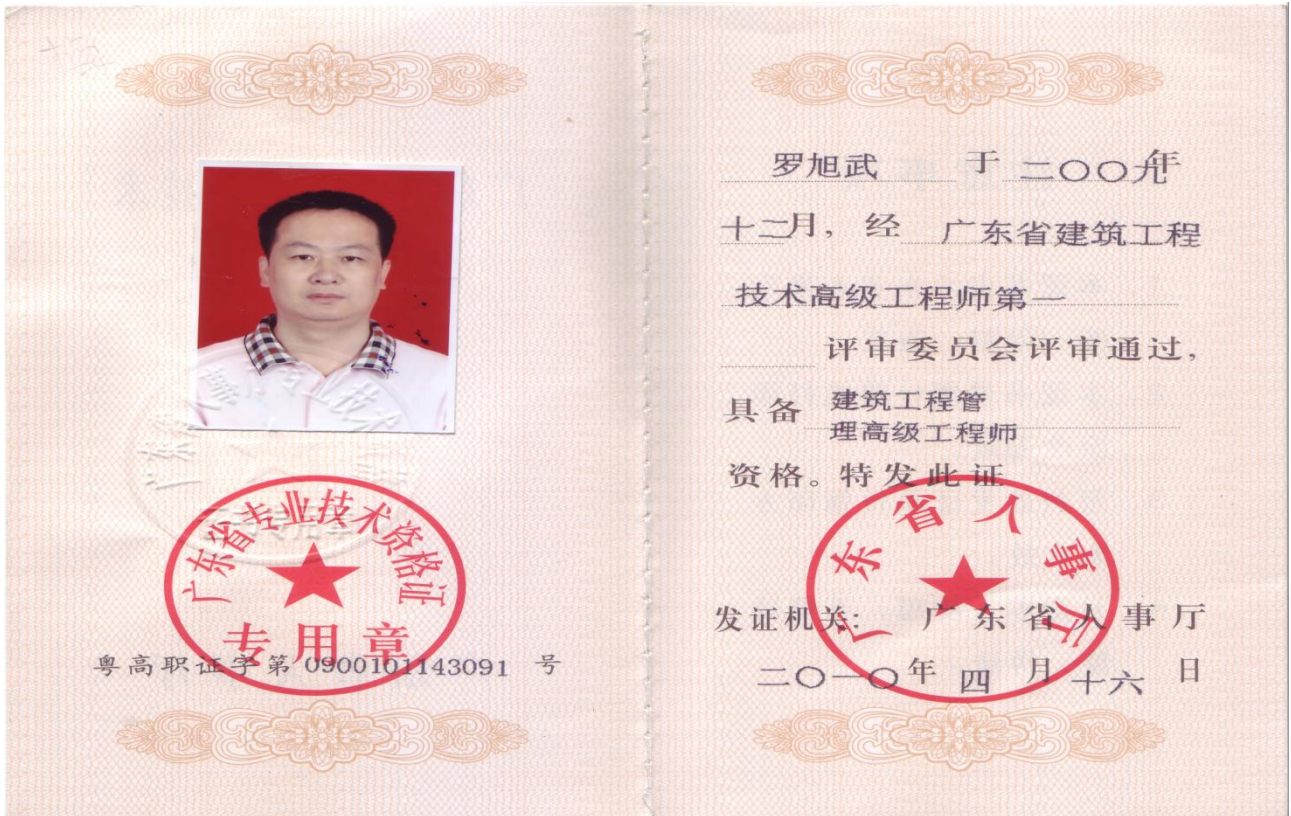 广东省专业技术资格证
专用章
粤高职证字第 0900101143091 号
罗旭武 于 二〇〇九年
十二月，经 广东省建筑工程
技术高级工程师第一
评审委员会评审通过，
具备 建筑工程管
理高级工程师
资格。特发此证
广东省人事厅
发证机关： 广东省人事厅
二〇一〇年 四 月 十六 日